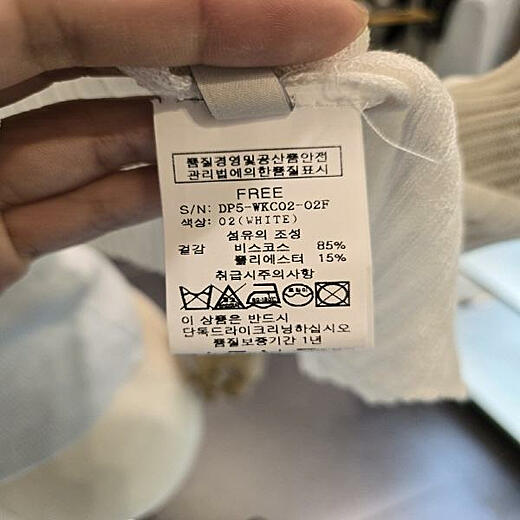 품질경영및공산품안전
관리법에의한품질표시
FREE
S/N: DP5-WKC02-02F
색상: 02(WHITE)
섬유의 조성
겉감 비스코스 85%
폴리에스터 15%
취급시주의사항
드라이
이 상품은 반드시
단독드라이크리닝하십시오
품질보증기간 1년